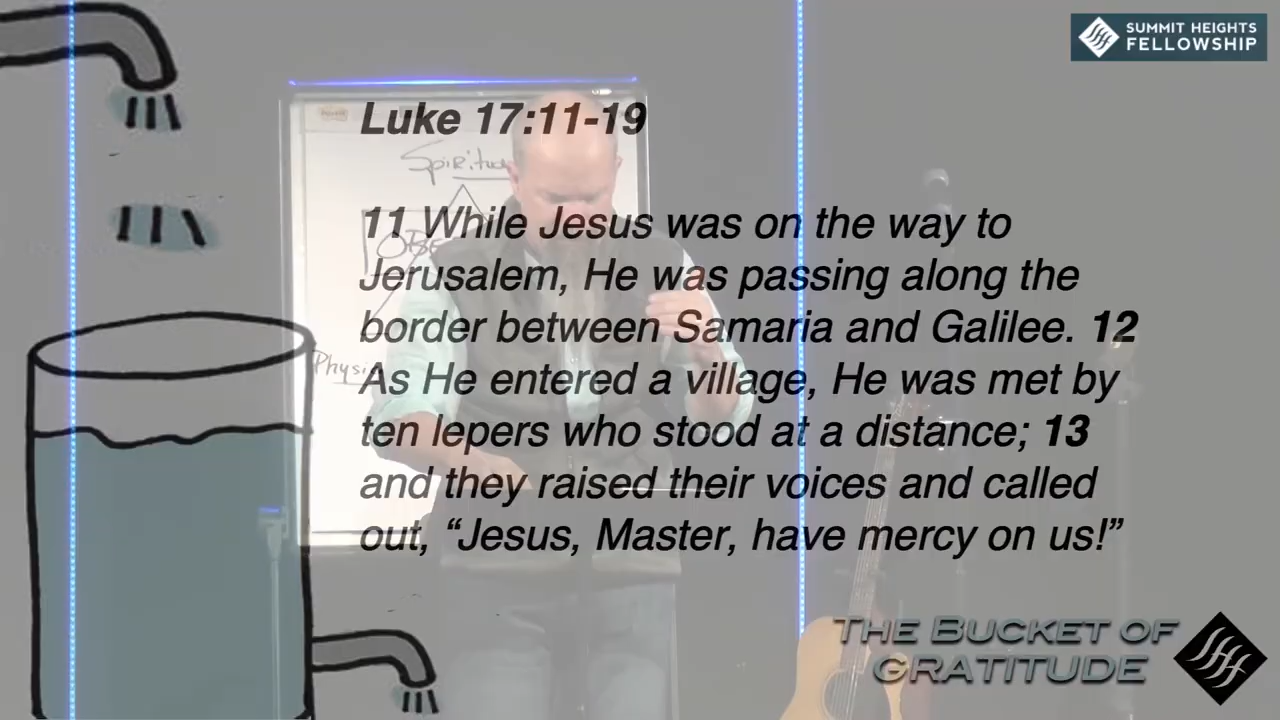 SUMMIT HEIGHTS
FELLOWSHIP
Luke 17:11-19
Spiritua
11 While Jesus was on the way to
Jerusalem, He was passing along the
border between Samaria and Galilee. 12
As He entered a village, He was met by
ten lepers who stood at a distance; 13
and they raised their voices and called
out, “Jesus, Master, have mercy on us!”
Physi
THE BUCKET OF
GRATITUDE